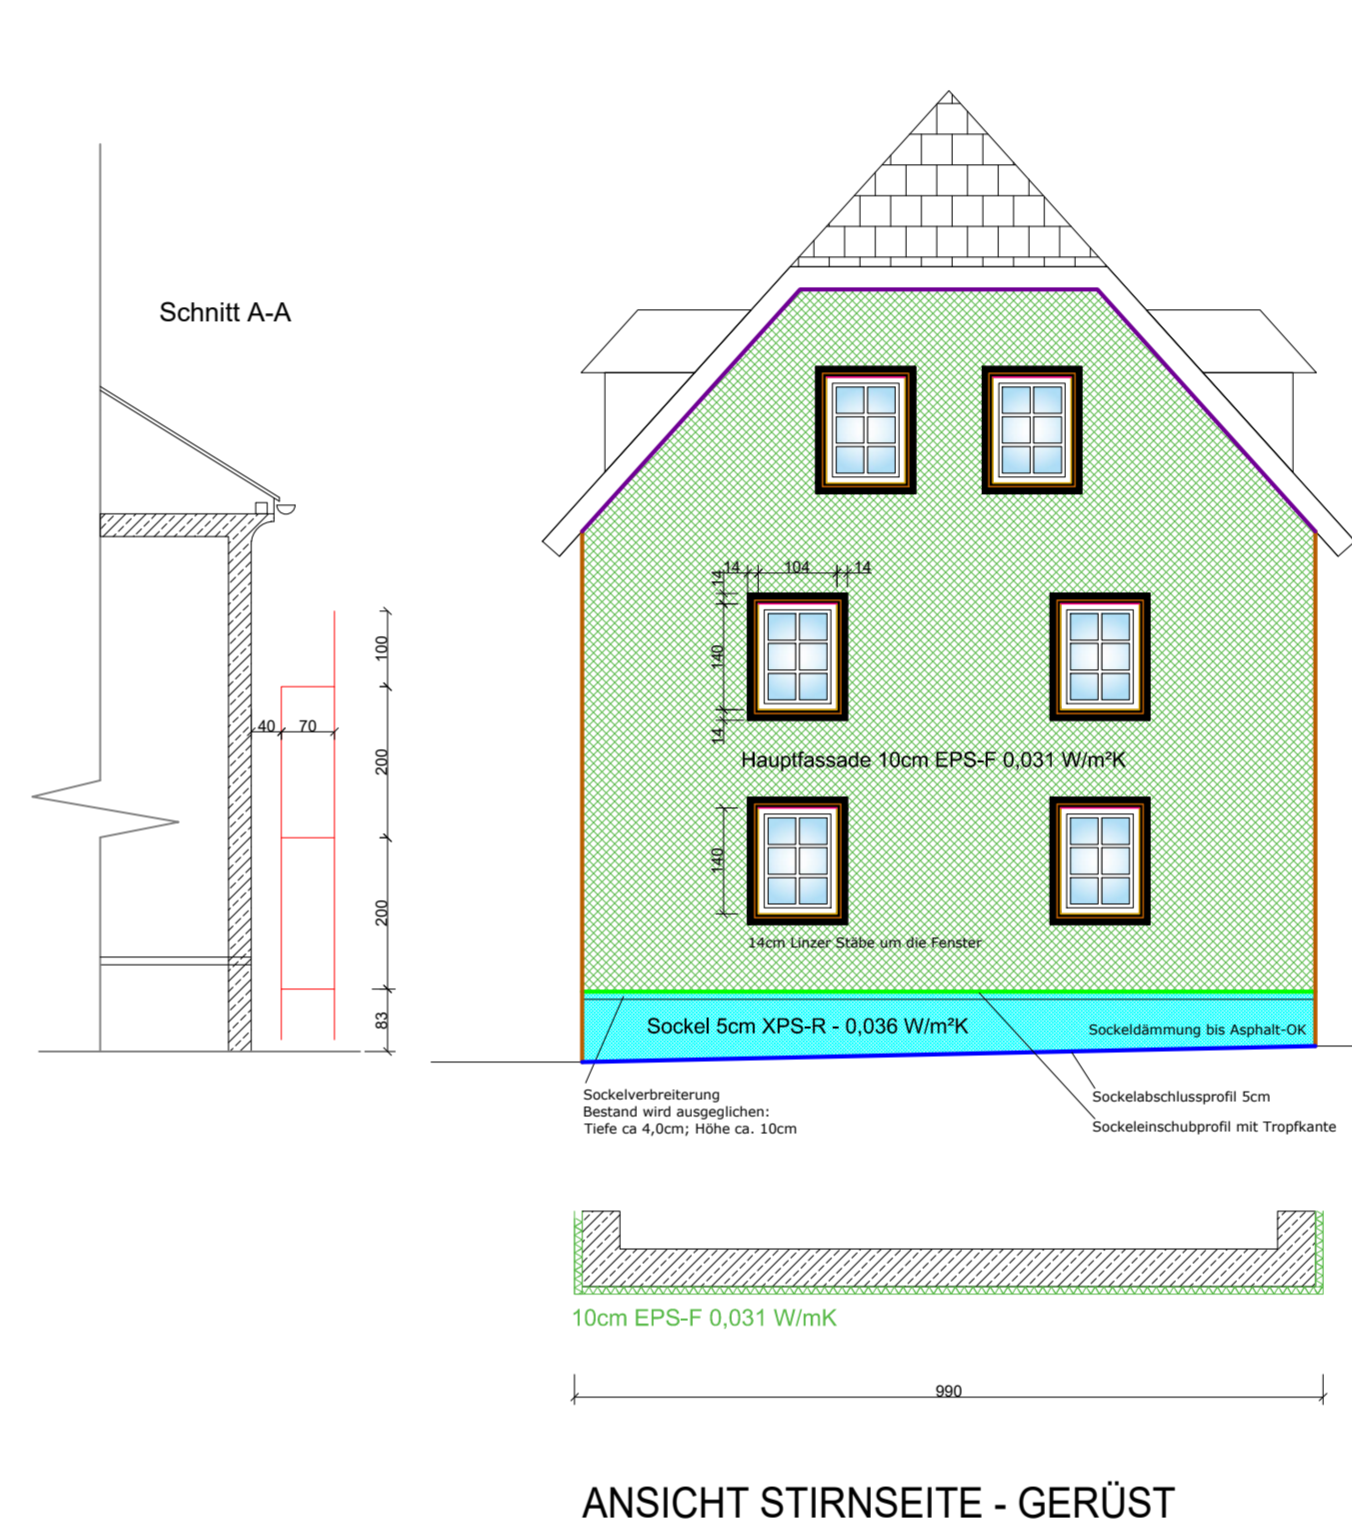 Schnitt A-A
14
104
14
14
140
14
100
40
70
200
Hauptfassade 10cm EPS-F 0,031 W/m²K
140
200
14cm Linzer Stäbe um die Fenster
83
Sockel 5cm XPS-R - 0,036 W/m²K
Sockeldämmung bis Asphalt-OK
Sockelverbreiterung
Bestand wird ausgeglichen:
Tiefe ca 4,0cm; Höhe ca. 10cm
Sockelabschlussprofil 5cm
Sockeleinschubprofil mit Tropfkante
10cm EPS-F 0,031 W/mK
990
ANSICHT STIRNSEITE - GERÜST